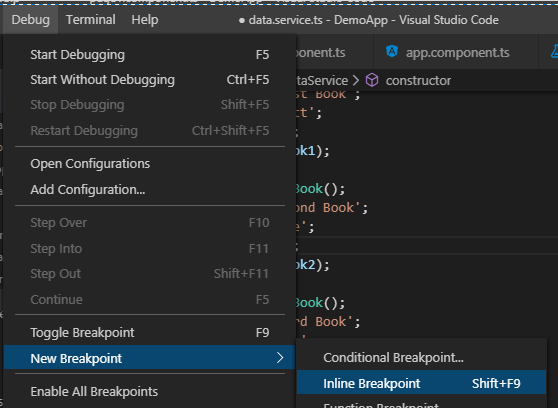 Debug Terminal Help ● data.service.ts - DemoApp - Visual Studio Code
Start Debugging F5 ponent.ts app.component.ts
Start Without Debugging Ctrl+F5 DataService > constructor
Stop Debugging Shift+F5 st Book';
Restart Debugging Ctrl+Shift+F5 ct';
ok1);
Open Configurations
Add Configuration... Book();
Step Over F10 ond Book';
Step Into F11 e';
Step Out Shift+F11 ok2);
Continue F5 Book();
Toggle Breakpoint F9 rd Book';
New Breakpoint >
Conditional Breakpoint...
Inline Breakpoint Shift+F9
Enable All Breakpoints
Function Breakpoint